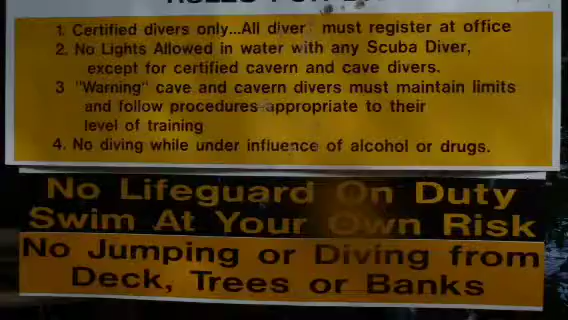 1. Certified divers only...All diver must register at office
2. No Lights Allowed in water with any Scuba Diver,
except for certified cavern and cave divers.
3 "Warning" cave and cavern divers must maintain limits
and follow procedures appropriate to their
level of training
4. No diving while under influence of alcohol or drugs.
No Lifeguard On Duty
Swim At Your Own Risk
No Jumping or Diving from
Deck, Trees or Banks